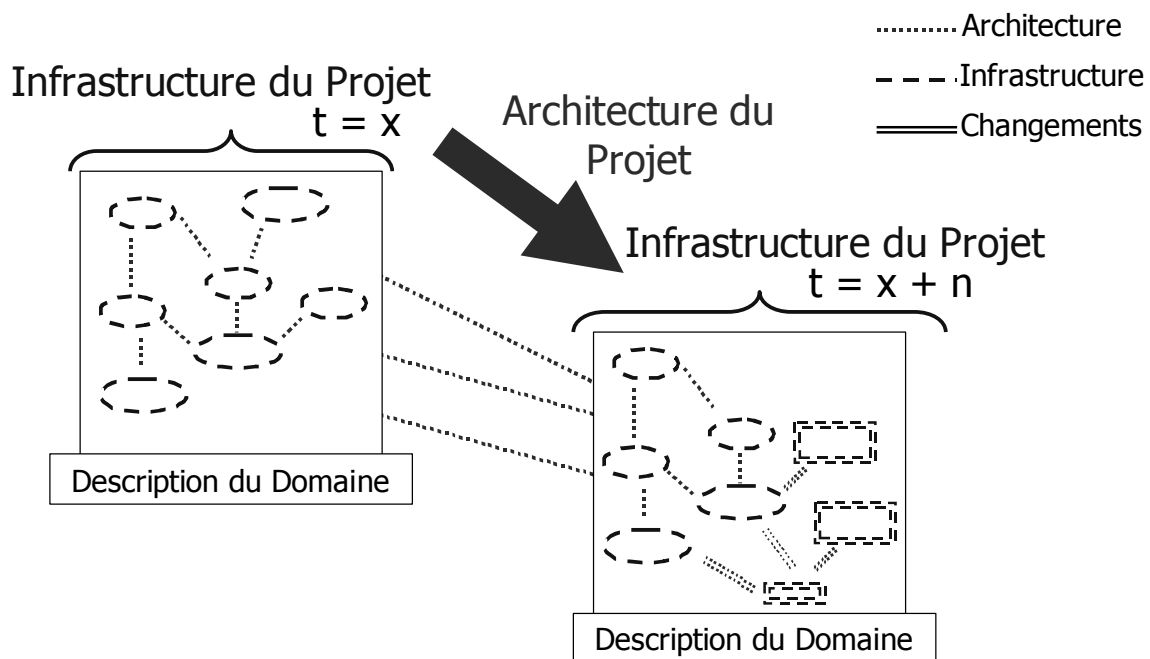 Architecture
Infrastructure
Changements
Infrastructure du Projet
t = x
Architecture du
Projet
Infrastructure du Projet
t = x + n
Description du Domaine
Description du Domaine